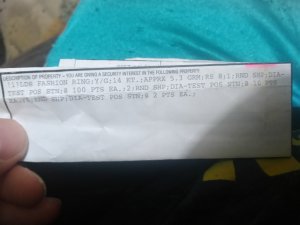 DESCRIPTION OF PROPERTY - YOU ARE GIVING A SECURITY INTEREST IN THE FOLLOWING PROPERTY
(1)LDS FASHION RING;Y/G;14 KT.;APPRX 5.3 GRM;RS 8;1;RND SHP;DIA-
TEST POS STN;@ 100 PTS EA.;2;RND SHP;DIA-TEST POS STN;@ 10 PTS
RND SHP;DIA-TEST POS STN;@ 2 PTS EA.;